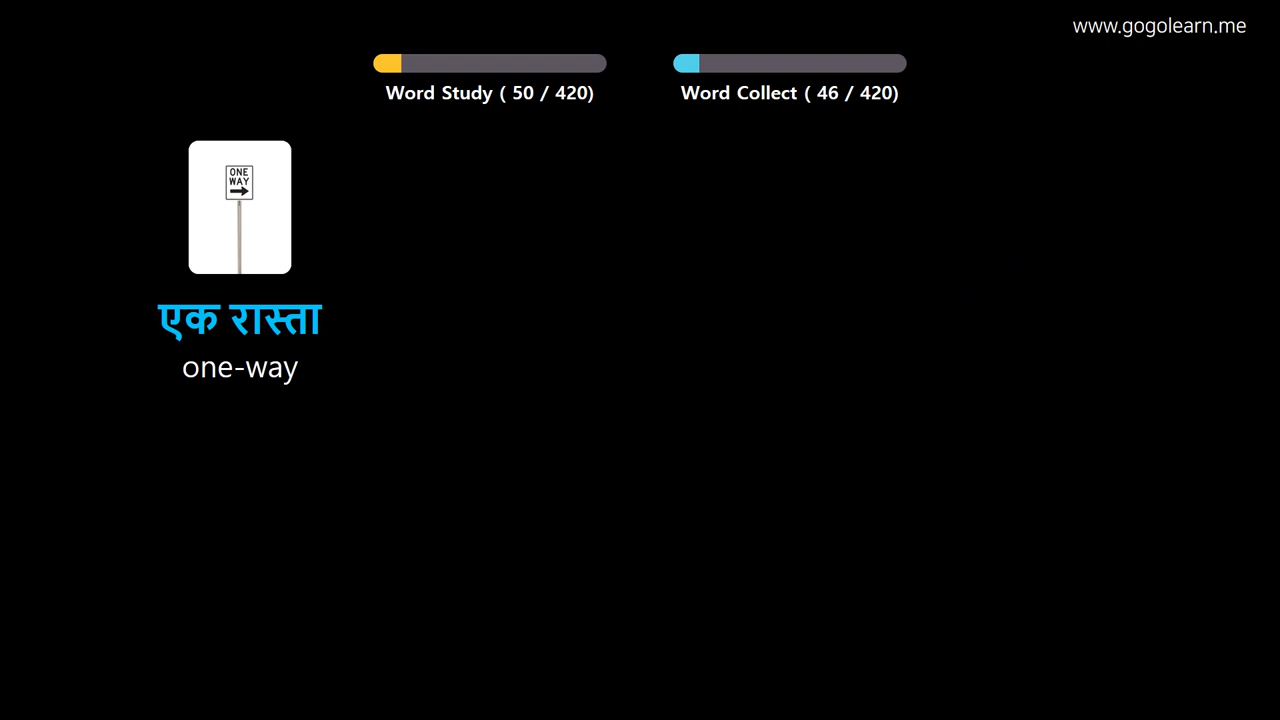 www.gogolearn.me
Word Study ( 50 / 420)
Word Collect ( 46 / 420)
ONE
WAY
एक रास्ता
one-way